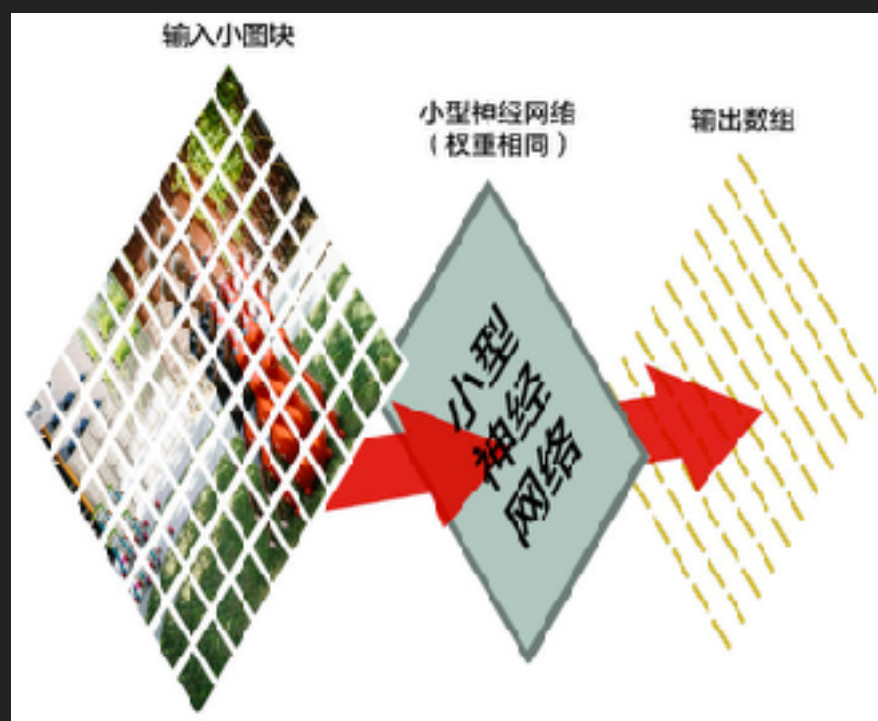 输入小图块
小型神经网络
（权重相同）
输出数组
小型
神经
网络